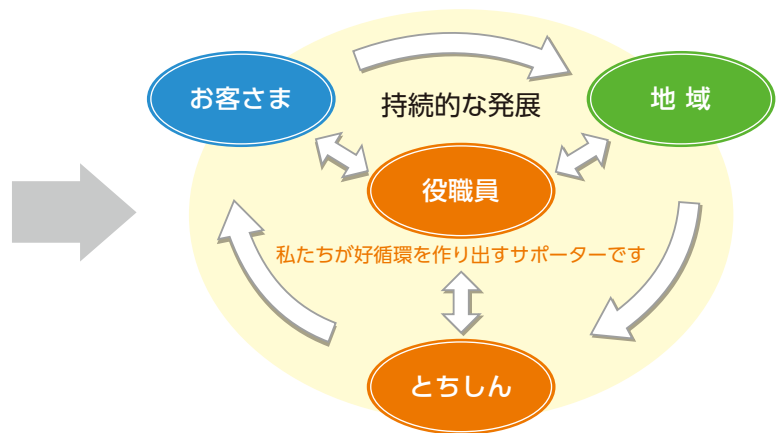 お客さま
地 域
持続的な発展
役職員
私たちが好循環を作り出すサポーターです
とちしん